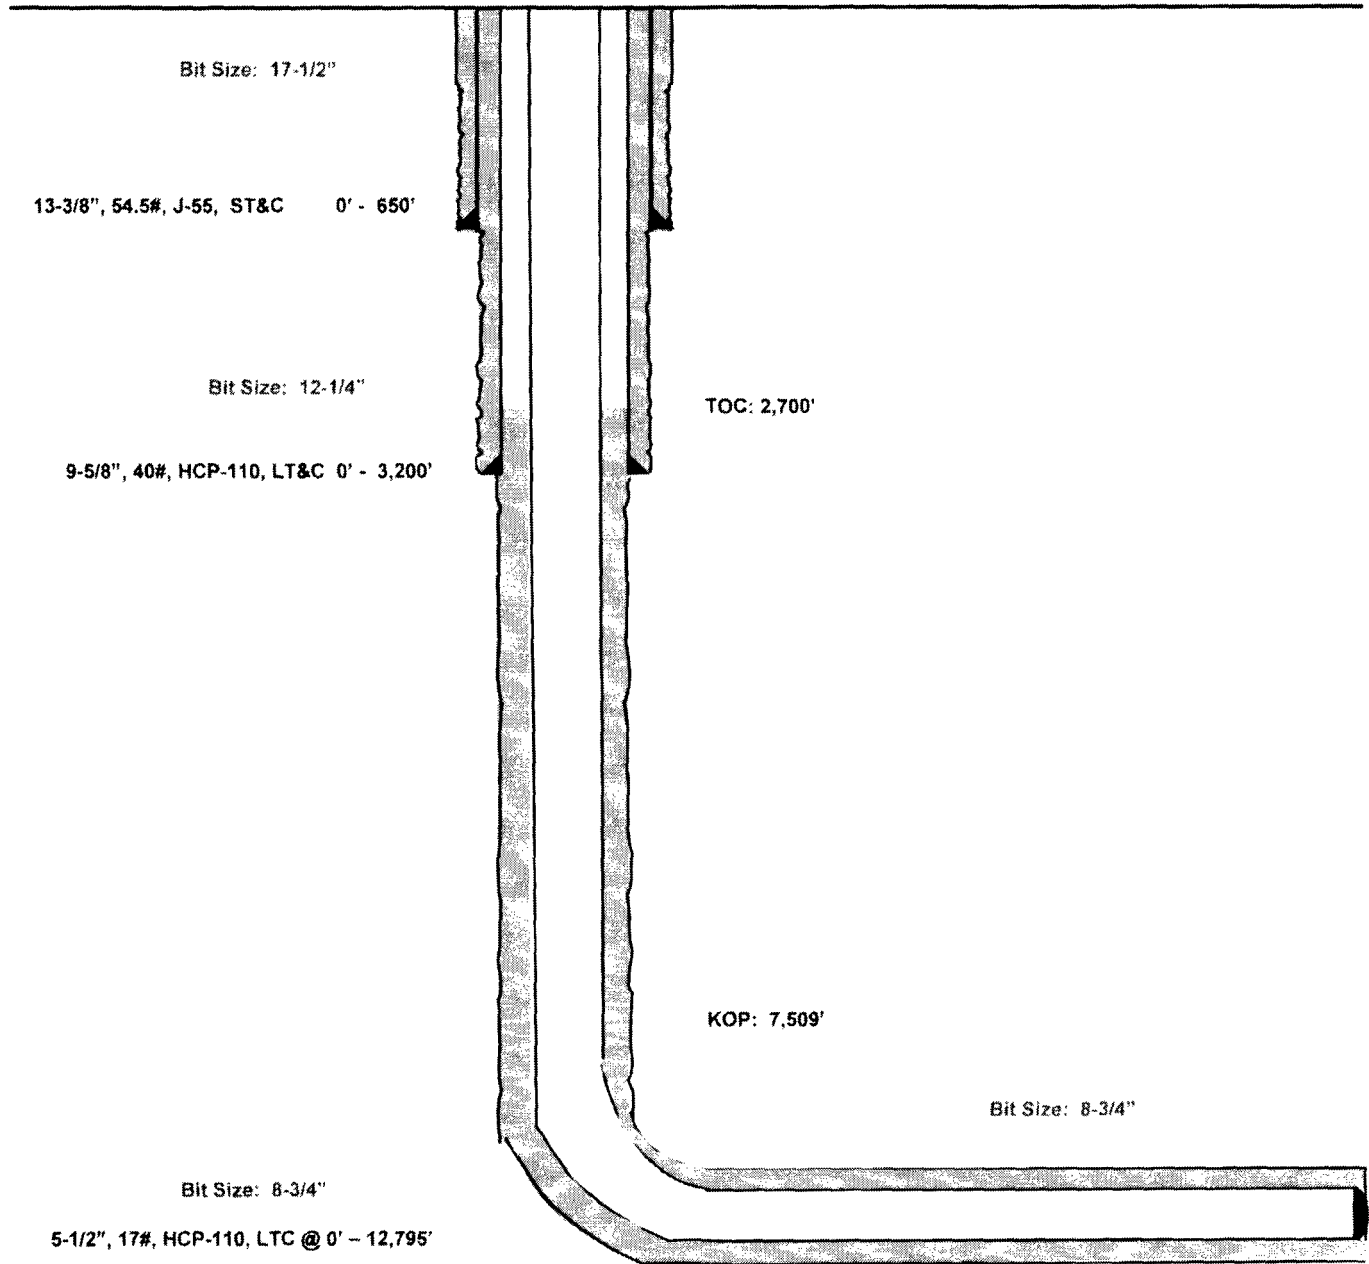 Bit Size: 17-1/2"
13-3/8", 54.5#, J-55, ST&C 0' - 650'
Bit Size: 12-1/4"
TOC: 2,700'
9-5/8", 40#, HCP-110, LT&C 0' - 3,200'
KOP: 7,509'
Bit Size: 8-3/4"
Bit Size: 8-3/4"
5-1/2", 17#, HCP-110, LTC @ 0' – 12,795'